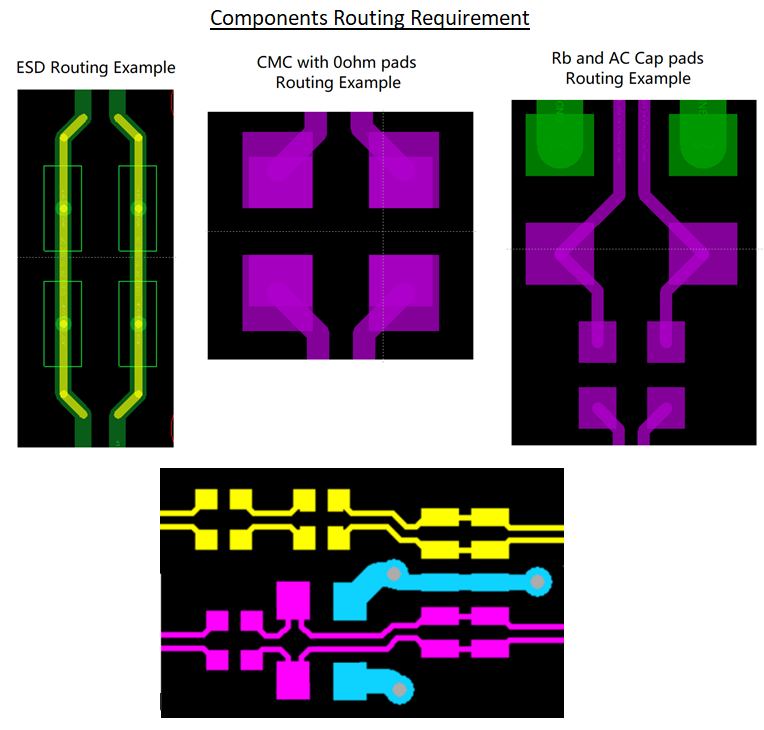 Components Routing Requirement
ESD Routing Example
CMC with 0ohm pads
Routing Example
Rb and AC Cap pads
Routing Example